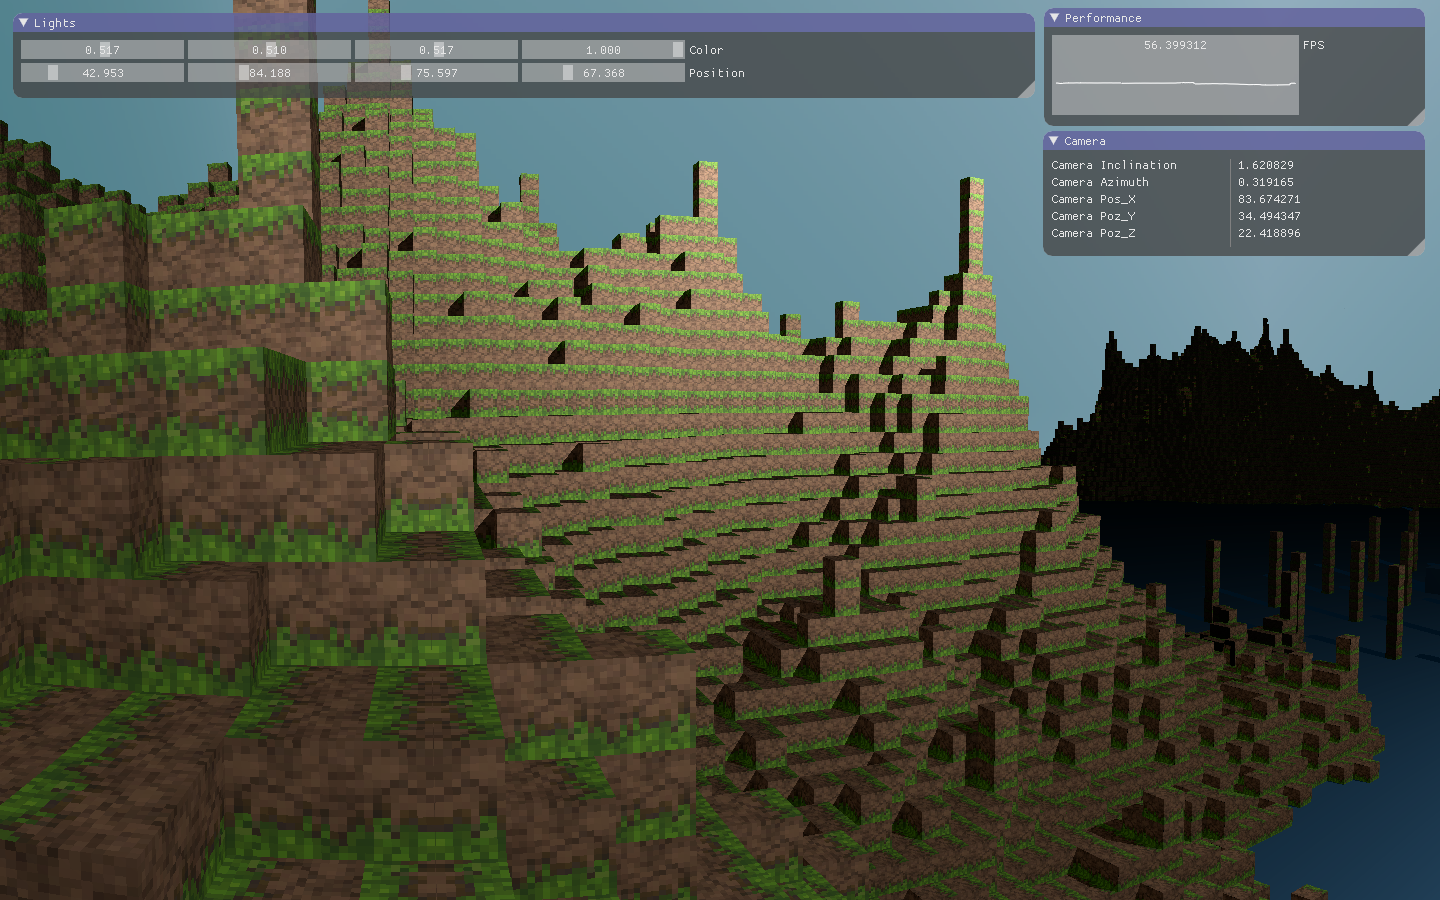 Lights
0.517 0.510 0.517 1.000 Color
42.953 84.188 75.597 67.368 Position
Performance
56.399312 FPS
Camera
Camera Inclination 1.620829
Camera Azimuth 0.319165
Camera Pos_X 83.674271
Camera Poz_Y 34.494347
Camera Poz_Z 22.418896